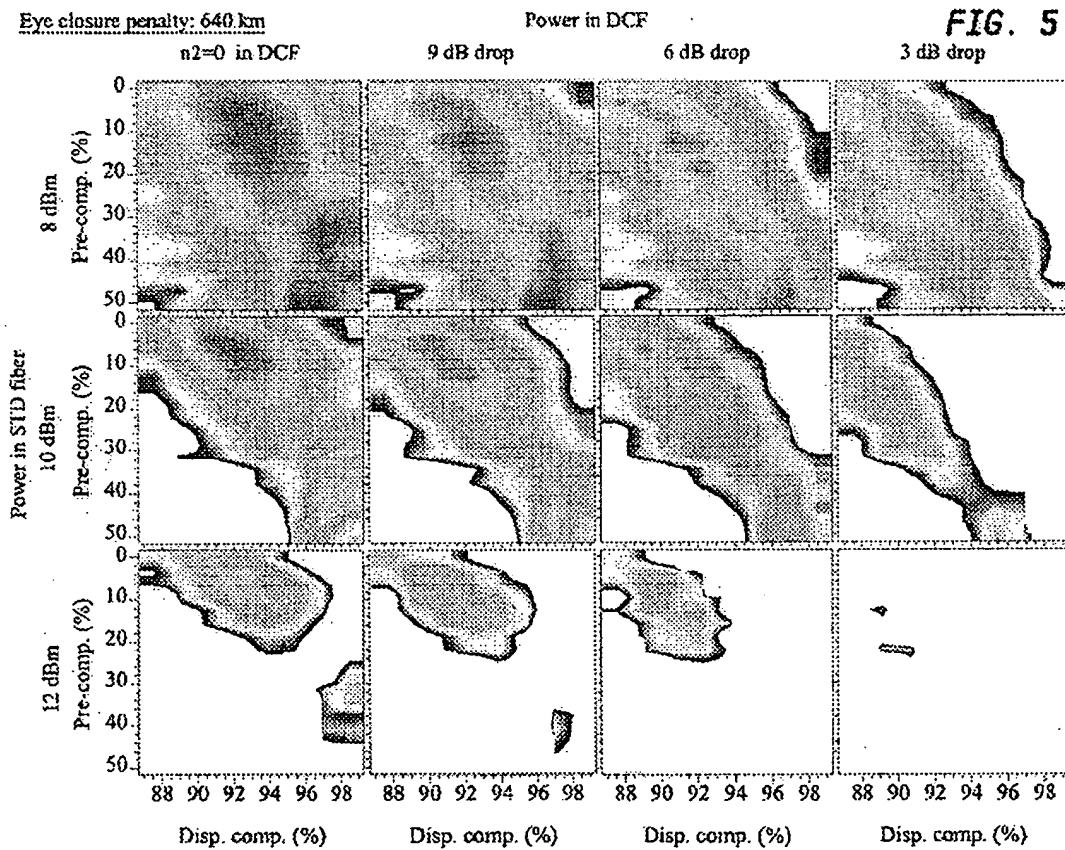 Eye closure penalty: 640 km
Power in DCF
FIG. 5
n2=0 in DCF
9 dB drop
6 dB drop
3 dB drop
Power in STD fiber
8 dBm
Pre-comp. (%)
0
10
20
30
40
50
10 dBm
Pre-comp. (%)
0
10
20
30
40
50
12 dBm
Pre-comp. (%)
0
10
20
30
40
50
88 90 92 94 96 98
88 90 92 94 96 98
88 90 92 94 96 98
88 90 92 94 96 98
Disp. comp. (%)
Disp. comp. (%)
Disp. comp. (%)
Disp. comp. (%)